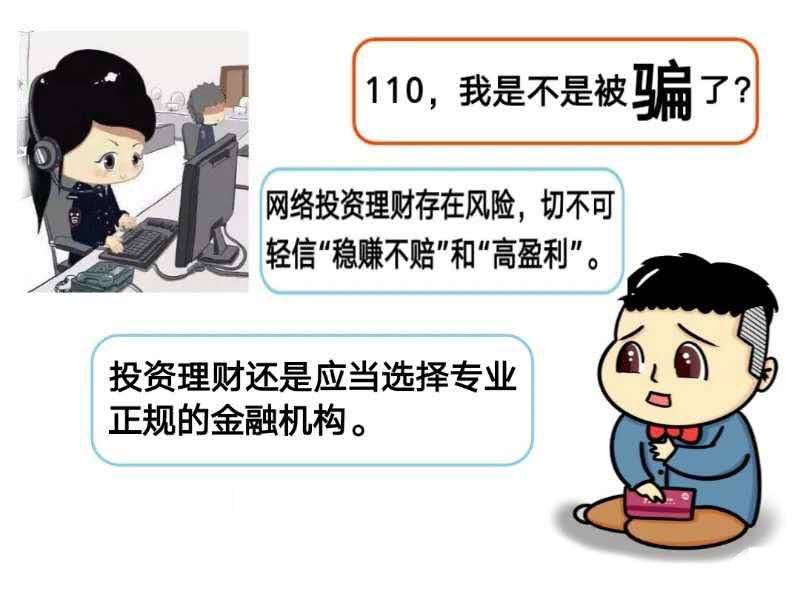 110，我是不是被骗了？
网络投资理财存在风险，切不可
轻信“稳赚不赔”和“高盈利”。
投资理财还是应当选择专业
正规的金融机构。